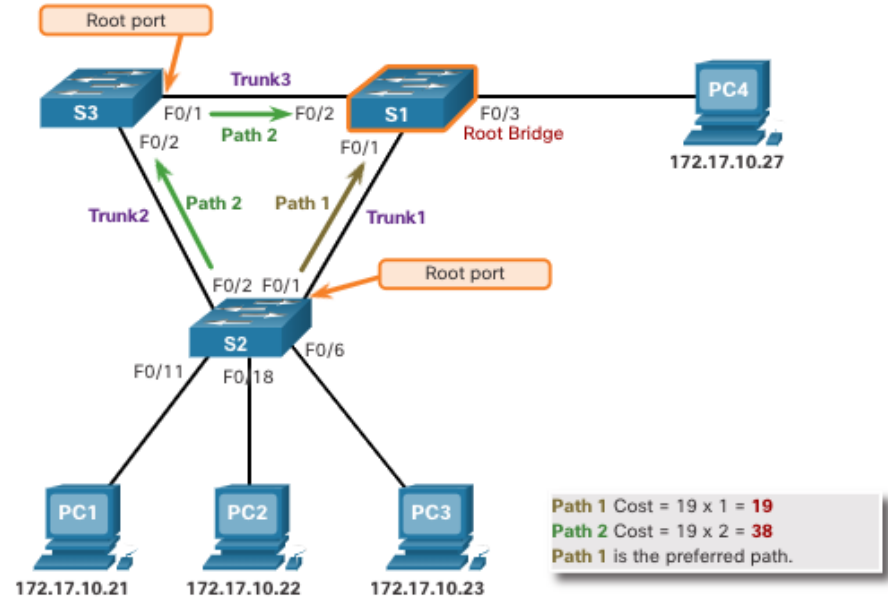 Root port
Trunk3
S3
F0/1
F0/2
S1
F0/3
PC4
Path 2
Root Bridge
F0/2
F0/1
172.17.10.27
Path 2
Path 1
Trunk2
Trunk1
Root port
F0/2
F0/1
S2
F0/6
F0/11
F0/18
PC1
PC2
PC3
172.17.10.21
172.17.10.22
172.17.10.23
Path 1 Cost = 19 x 1 = 19
Path 2 Cost = 19 x 2 = 38
Path 1 is the preferred path.